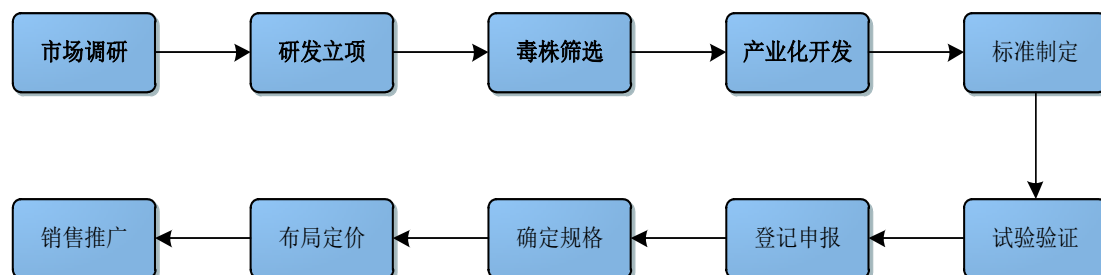 市场调研
研发立项
毒株筛选
产业化开发
标准制定
试验验证
登记申报
确定规格
布局定价
销售推广